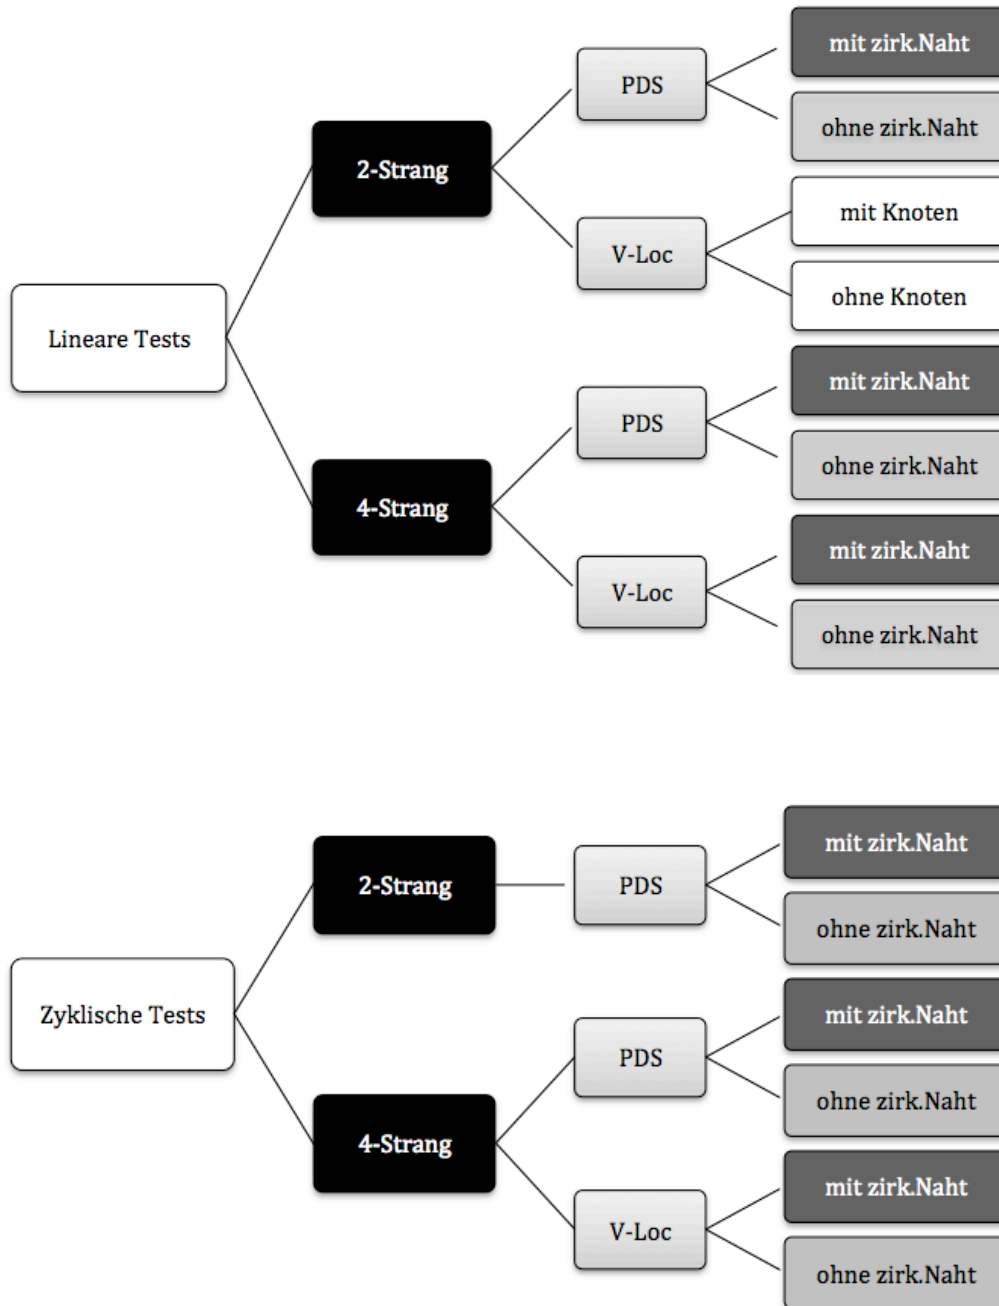 mit zirk.Naht
PDS
ohne zirk.Naht
2-Strang
mit Knoten
V-Loc
ohne Knoten
Lineare Tests
mit zirk.Naht
PDS
ohne zirk.Naht
4-Strang
mit zirk.Naht
V-Loc
ohne zirk.Naht
mit zirk.Naht
2-Strang
PDS
ohne zirk.Naht
Zyklische Tests
mit zirk.Naht
PDS
ohne zirk.Naht
4-Strang
mit zirk.Naht
V-Loc
ohne zirk.Naht